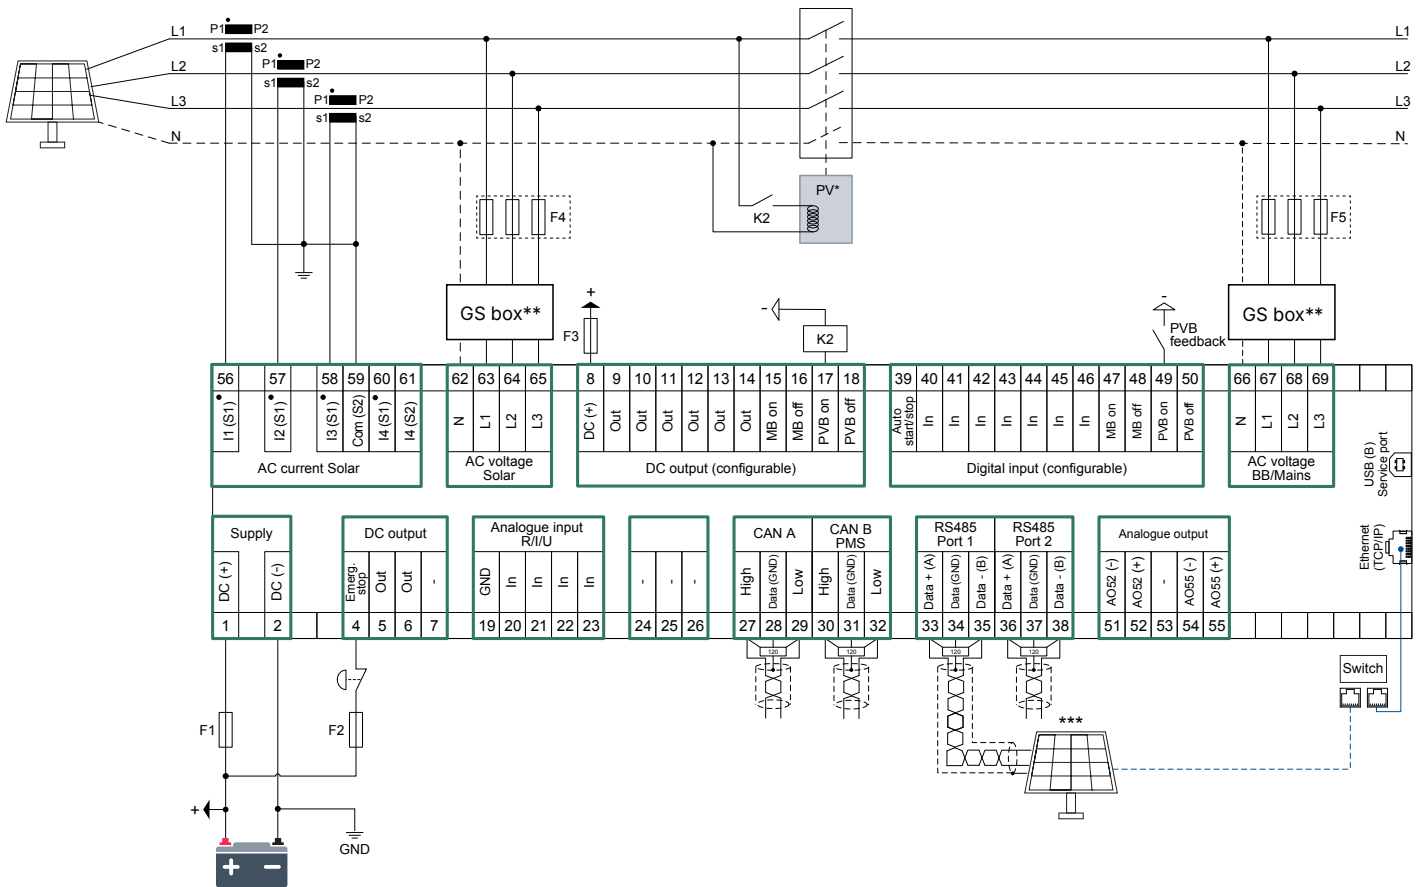 L1 P1 P2 L1
s1 s2
L2 P1 P2 L2
s1 s2
L3 P1 P2 L3
s1 s2
N N
PV*
K2
F4 F5
GS box** GS box**
+ - -
F3 K2 PVB
feedback
56 57 58 59 60 61 62 63 64 65 8 9 10 11 12 13 14 15 16 17 18 39 40 41 42 43 44 45 46 47 48 49 50 66 67 68 69
I1 (S1)
I2 (S1)
I3 (S1)
Com (S2)
I4 (S1)
I4 (S2)
AC current Solar
N
L1
L2
L3
AC voltage
Solar
DC (+)
Out
Out
Out
Out
Out
Out
MB on
MB off
PVB on
PVB off
DC output (configurable)
Auto
start/stop
In
In
In
In
In
In
In
MB on
MB off
PVB on
PVB off
Digital input (configurable)
N
L1
L2
L3
AC voltage
BB/Mains
USB (B)
Service port
Ethernet
(TCP/IP)
Supply
DC (+)
DC (-)
1 2
DC output
Emerg.
stop
Out
Out
-
4 5 6 7
Analogue input
R/I/U
GND
In
In
In
In
19 20 21 22 23
-
-
-
24 25 26
CAN A
High
Data (GND)
Low
27 28 29
CAN B
PMS
High
Data (GND)
Low
30 31 32
RS485
Port 1
Data + (A)
Data (GND)
Data - (B)
33 34 35
RS485
Port 2
Data + (A)
Data (GND)
Data - (B)
36 37 38
Analogue output
AO52 (-)
AO52 (+)
-
AO55 (-)
AO55 (+)
51 52 53 54 55
120 120 120 120
Switch
F1 F2
***
+
GND
+ -